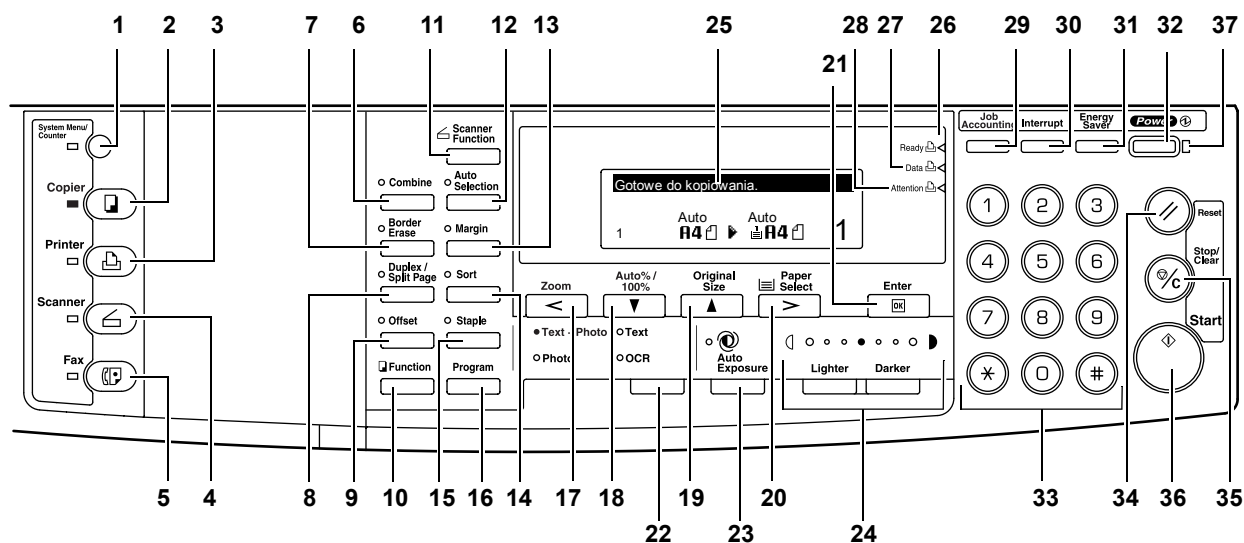 1 2 3 7 6 11 12 13 25 21 28 27 26 29 30 31 32 37
System Menu/
Counter
Copier
Printer
Scanner
Fax
Scanner
Function
Combine
Auto
Selection
Border
Erase
Margin
Duplex /
Split Page
Sort
Offset
Staple
Function
Program
Ready
Data
Attention
Gotowe do kopiowania.
Auto Auto
1 A4 A4 1
Zoom
<
Auto% /
100%
▼
Original
Size
▲
Paper
Select
>
Enter
OK
Text · Photo
Text
Photo
OCR
Auto
Exposure
Lighter
Darker
Job
Accounting
Interrupt
Energy
Saver
Power
1 2 3
4 5 6
7 8 9
* 0 #
Reset
Stop/
Clear
/C
Start
5 4 8 9 10 15 16 14 17 18 19 20 33 34 36 35
22 23 24